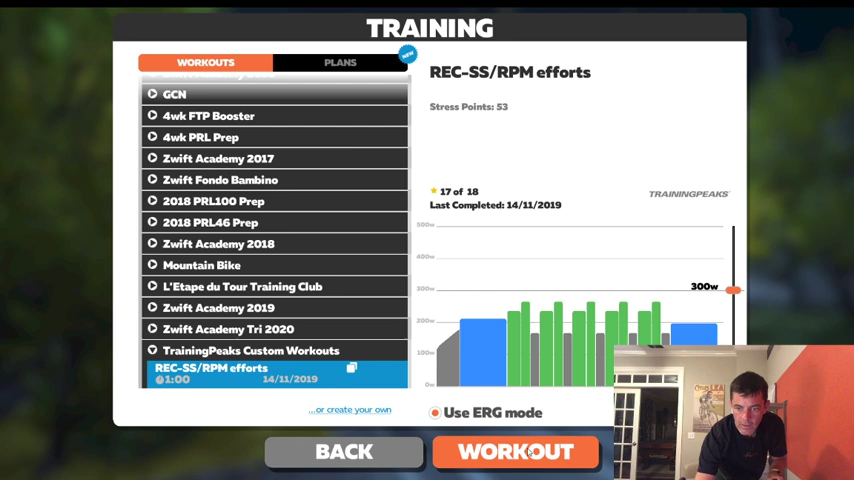 TRAINING
WORKOUTS
PLANS
NEW
GCN
4wk FTP Booster
4wk PRL Prep
Zwift Academy 2017
Zwift Fondo Bambino
2018 PRL100 Prep
2018 PRL46 Prep
Zwift Academy 2018
Mountain Bike
L'Etape du Tour Training Club
Zwift Academy 2019
Zwift Academy Tri 2020
TrainingPeaks Custom Workouts
REC-SS/RPM efforts
1:00 14/11/2019
...or create your own
REC-SS/RPM efforts
Stress Points: 53
17 of 18
Last Completed: 14/11/2019
TRAININGPEAKS
500w
400w
300w
200w
100w
0w
300w
Use ERG mode
BACK
WORKOUT